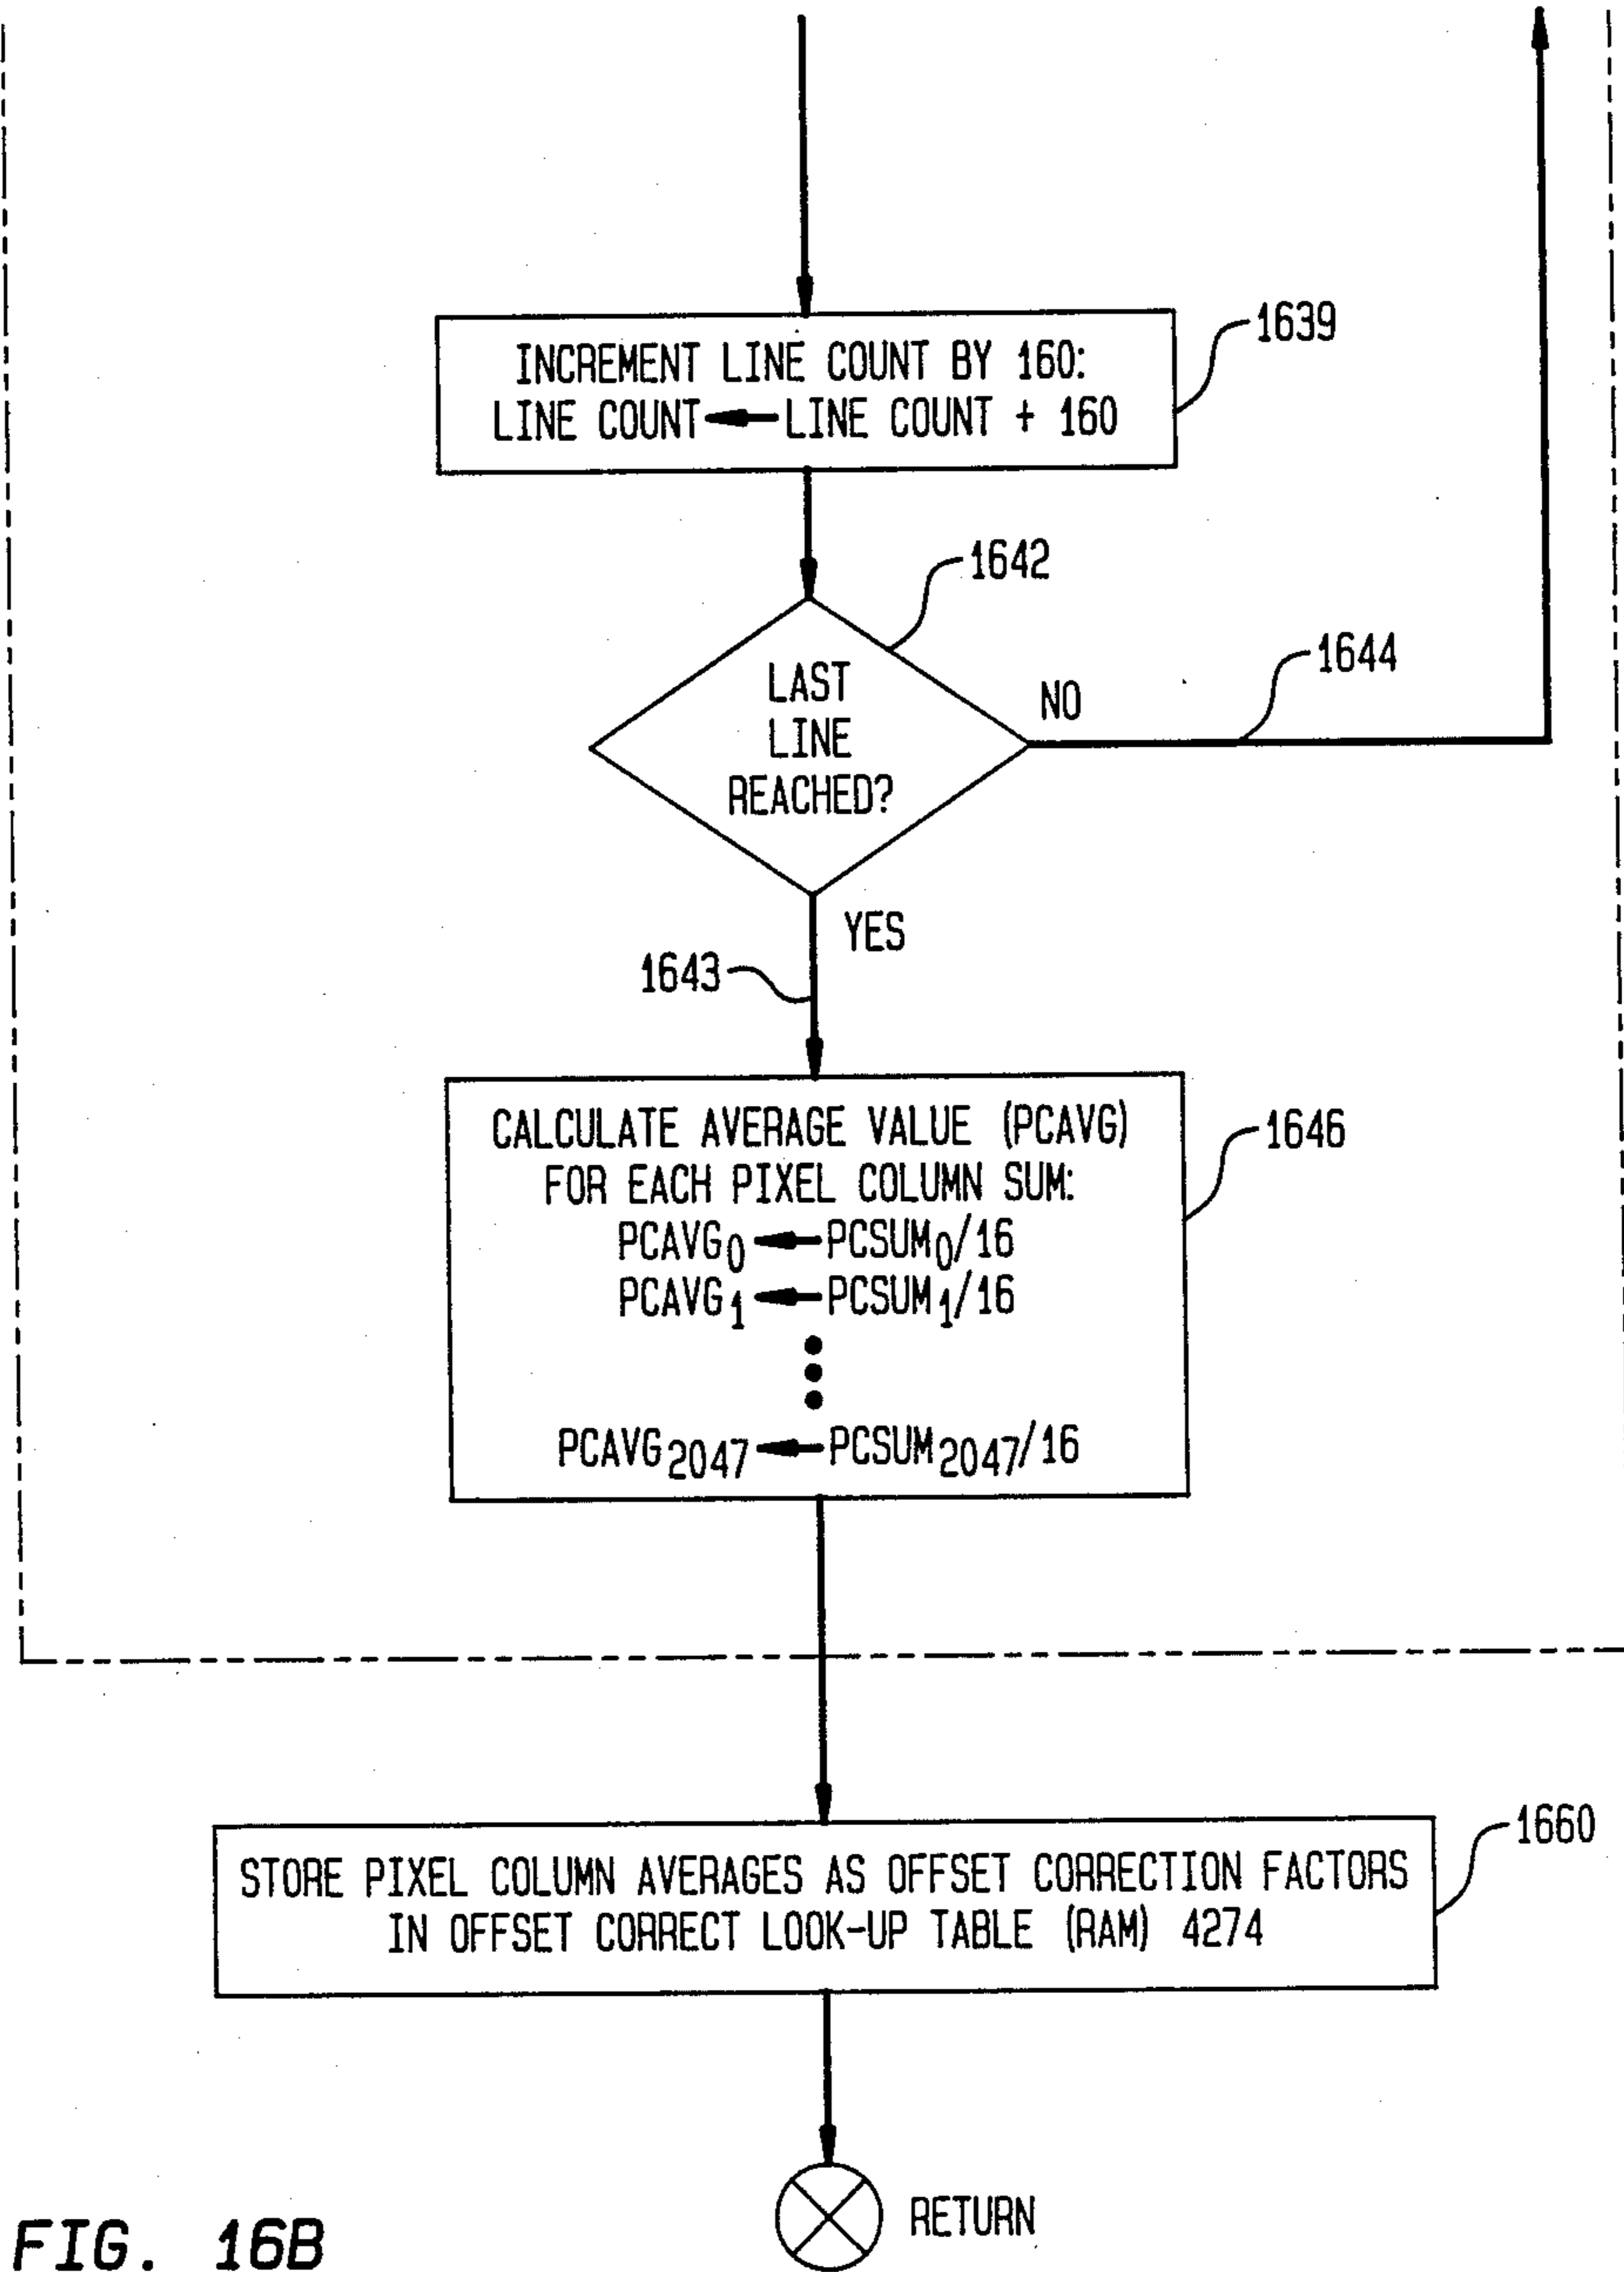 INCREMENT LINE COUNT BY 160:
LINE COUNT ← LINE COUNT + 160
1639
1642
LAST
LINE
REACHED?
NO
1644
YES
1643
CALCULATE AVERAGE VALUE (PCAVG)
FOR EACH PIXEL COLUMN SUM:
PCAVG0 ← PCSUM0/16
PCAVG1 ← PCSUM1/16
PCAVG2047 ← PCSUM2047/16
1646
STORE PIXEL COLUMN AVERAGES AS OFFSET CORRECTION FACTORS
IN OFFSET CORRECT LOOK-UP TABLE (RAM) 4274
1660
RETURN
FIG. 16B